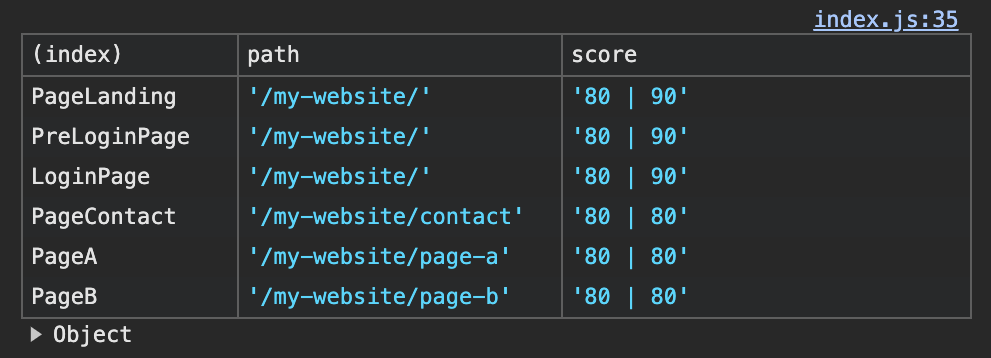 index.js:35
(index) path score
PageLanding '/my-website/' '80 | 90'
PreLoginPage '/my-website/' '80 | 90'
LoginPage '/my-website/' '80 | 90'
PageContact '/my-website/contact' '80 | 80'
PageA '/my-website/page-a' '80 | 80'
PageB '/my-website/page-b' '80 | 80'
Object